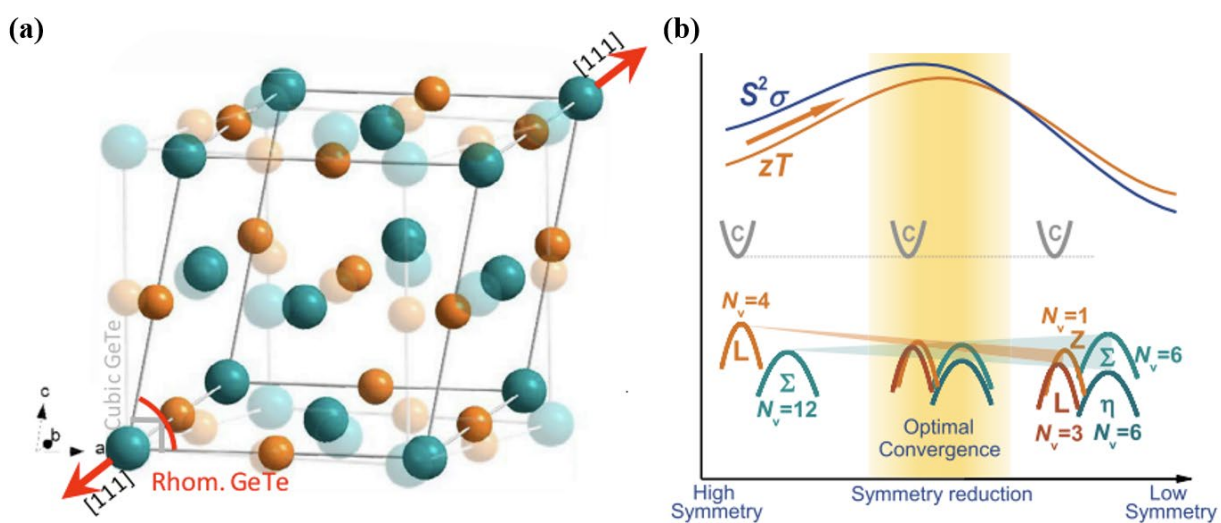 (a)
[111]
Cubic GeTe
c
b
a
[111]
Rhom. GeTe
(b)
S²σ
zT
C
C
C
Nᵥ=4
L
Σ
Nᵥ=12
Nᵥ=1
Z
Σ
Nᵥ=6
L
η
Nᵥ=3
Nᵥ=6
Optimal
Convergence
High
Symmetry
Symmetry reduction
Low
Symmetry